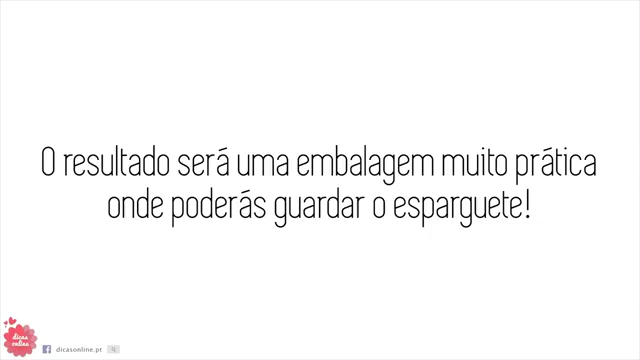 O resultado será uma embalagem muito prática
onde poderás guardar o esparguete!
dicas
online
dicasonline.pt